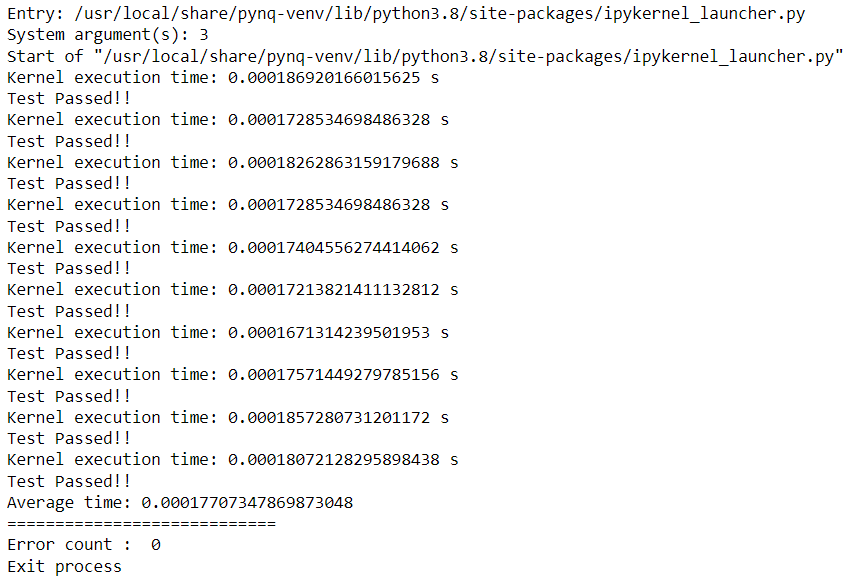 Entry: /usr/local/share/pynq-venv/lib/python3.8/site-packages/ipykernel_launcher.py
System argument(s): 3
Start of "/usr/local/share/pynq-venv/lib/python3.8/site-packages/ipykernel_launcher.py"
Kernel execution time: 0.000186920166015625 s
Test Passed!!
Kernel execution time: 0.0001728534698486328 s
Test Passed!!
Kernel execution time: 0.00018262863159179688 s
Test Passed!!
Kernel execution time: 0.0001728534698486328 s
Test Passed!!
Kernel execution time: 0.00017404556274414062 s
Test Passed!!
Kernel execution time: 0.00017213821411132812 s
Test Passed!!
Kernel execution time: 0.0001671314239501953 s
Test Passed!!
Kernel execution time: 0.00017571449279785156 s
Test Passed!!
Kernel execution time: 0.0001857280731201172 s
Test Passed!!
Kernel execution time: 0.00018072128295898438 s
Test Passed!!
Average time: 0.00017707347869873048
============================
Error count :  0
Exit process